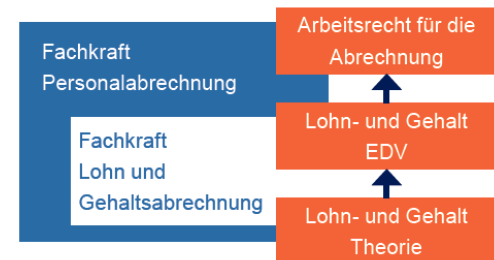 Fachkraft
Personalabrechnung
Fachkraft
Lohn und
Gehaltsabrechnung
Arbeitsrecht für die
Abrechnung
Lohn- und Gehalt
EDV
Lohn- und Gehalt
Theorie